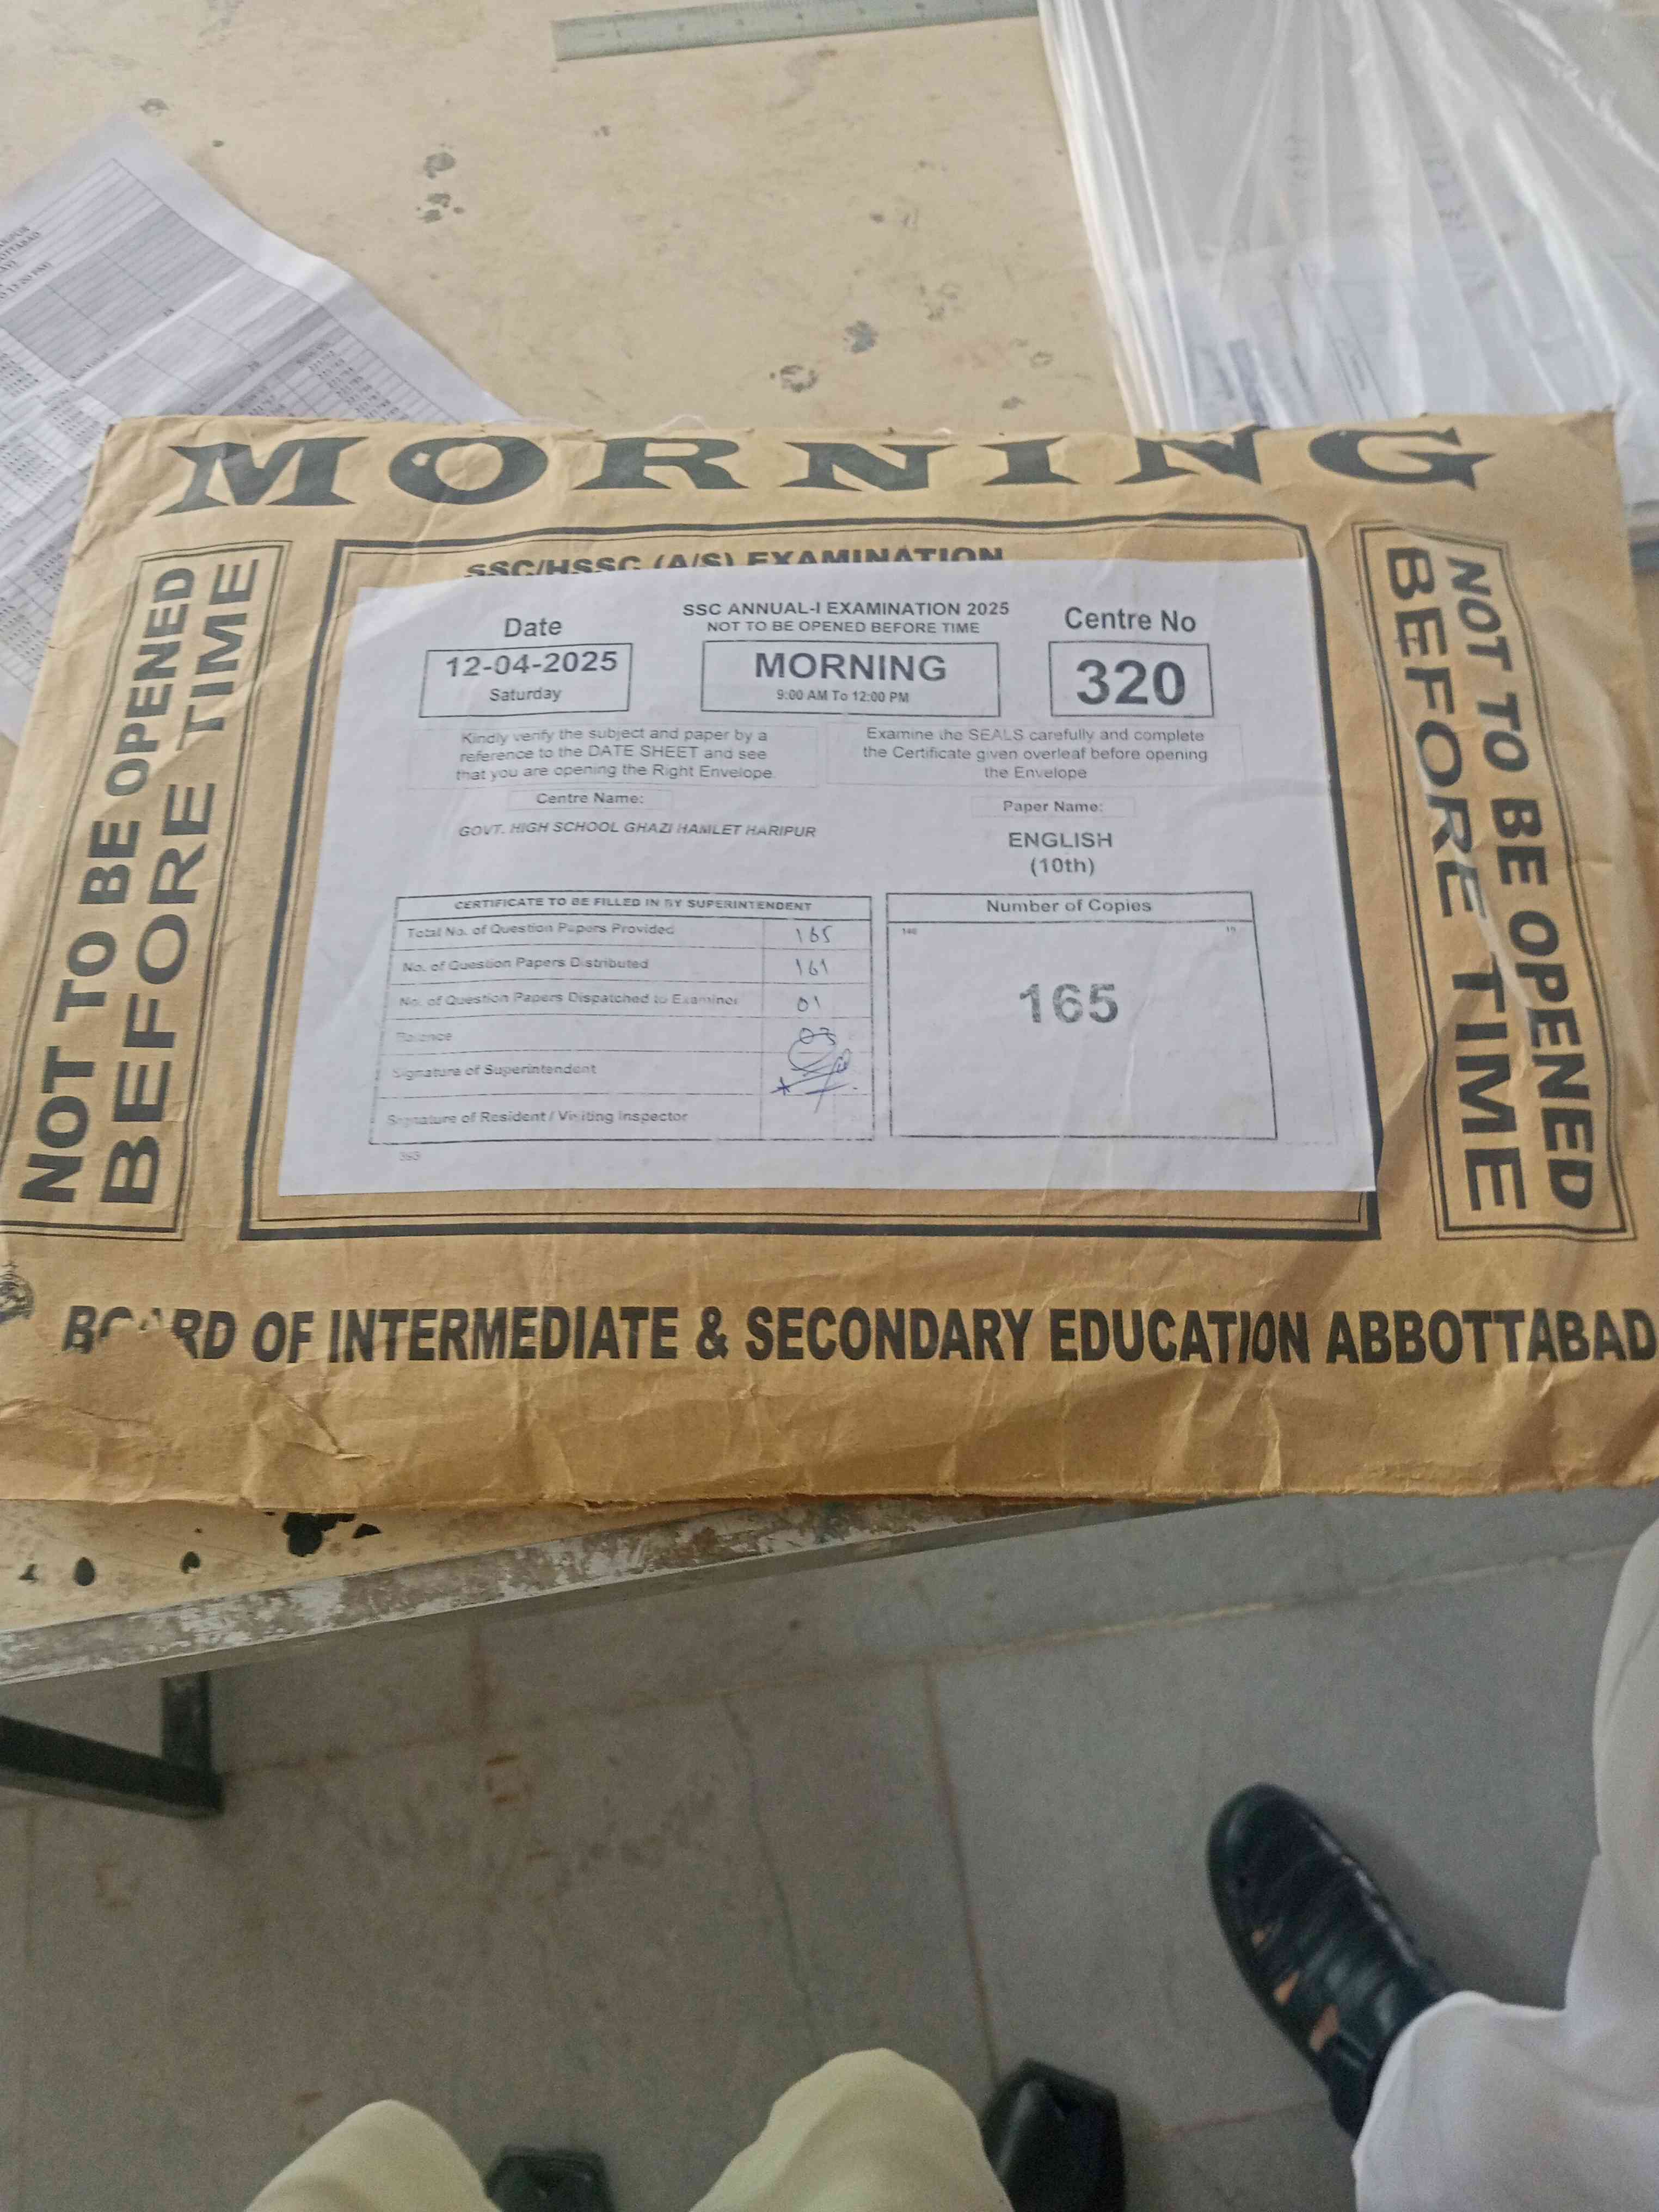 MORNING
NOT TO BE OPENED
BEFORE TIME
SSC/HSSC (A/S) EXAMINATION
SSC ANNUAL-I EXAMINATION 2025
NOT TO BE OPENED BEFORE TIME
Date
12-04-2025
Saturday
MORNING
9:00 AM To 12:00 PM
Centre No
320
Kindly verify the subject and paper by a
reference to the DATE SHEET and see
that you are opening the Right Envelope.
Examine the SEALS carefully and complete
the Certificate given overleaf before opening
the Envelope
Centre Name:
GOVT. HIGH SCHOOL GHAZI HAMLET HARIPUR
Paper Name:
ENGLISH
(10th)
CERTIFICATE TO BE FILLED IN BY SUPERINTENDENT
Total No. of Question Papers Provided 165
No. of Question Papers Distributed 161
No. of Question Papers Dispatched to Examiner 01
Balance 03
Signature of Superintendent
Signature of Resident / Visiting Inspector
Number of Copies
165
393
NOT TO BE OPENED
BEFORE TIME
BOARD OF INTERMEDIATE & SECONDARY EDUCATION ABBOTTABAD